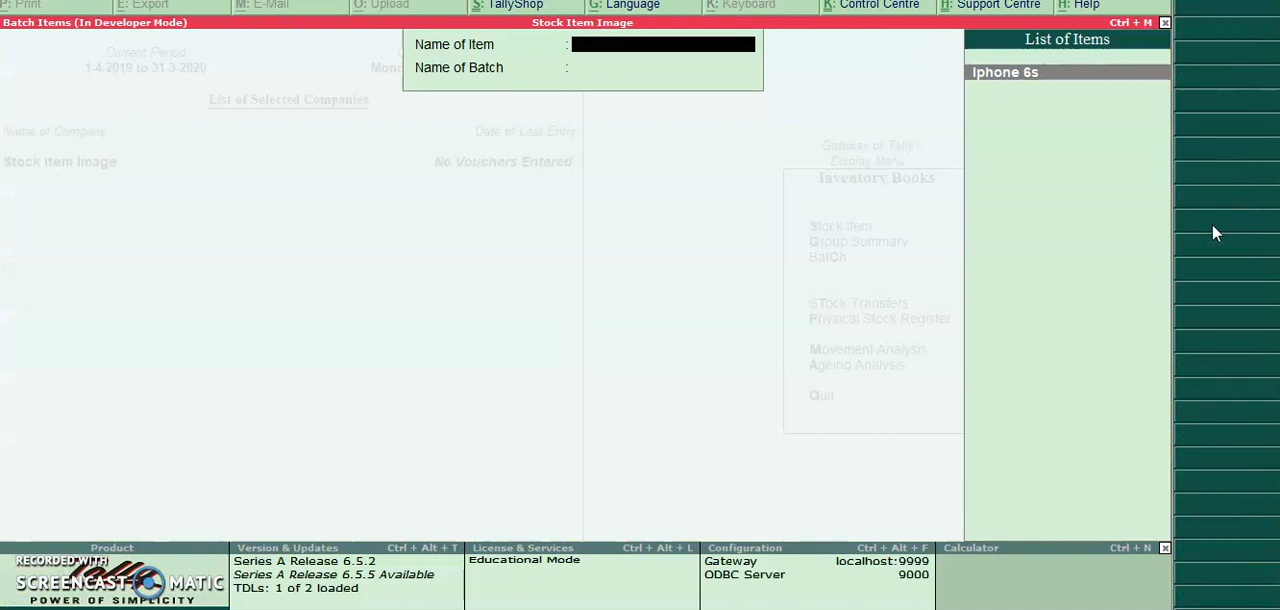 P: Print E: Export M: E-Mail O: Upload S: TallyShop G: Language K: Keyboard K: Control Centre H: Support Centre H: Help
Batch Items (In Developer Mode) Stock Item Image Ctrl + M
Name of Item :
Name of Batch :
List of Items
Iphone 6s
Current Period
1-4-2019 to 31-3-2020
List of Selected Companies
Name of Company Date of Last Entry
Stock Item Image No Vouchers Entered
Gateway of Tally
Display Menu
Inventory Books
Stock Item
Group Summary
BatCh
STock Transfers
Physical Stock Register
Movement Analysis
Ageing Analysis
Quit
Product
Version & Updates Ctrl + Alt + T
License & Services Ctrl + Alt + L
Configuration Ctrl + Alt + F
Calculator Ctrl + N
RECORDED WITH
SCREENCAST MATIC
POWER OF SIMPLICITY
Series A Release 6.5.2
Series A Release 6.5.5 Available
TDLs: 1 of 2 loaded
Educational Mode
Gateway localhost:9999
ODBC Server 9000